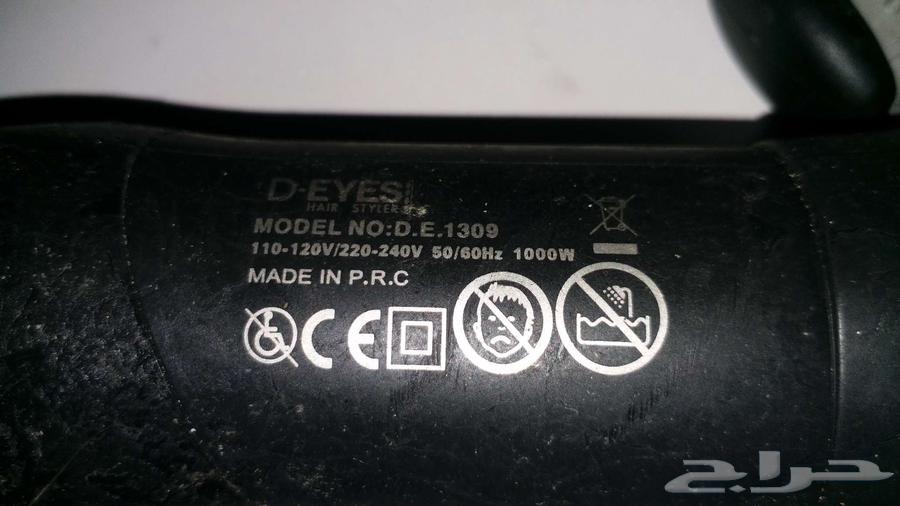 D-EYES
HAIR STYLER
MODEL NO:D.E.1309
110-120V/220-240V 50/60Hz 1000W
MADE IN P.R.C
CE
حراج